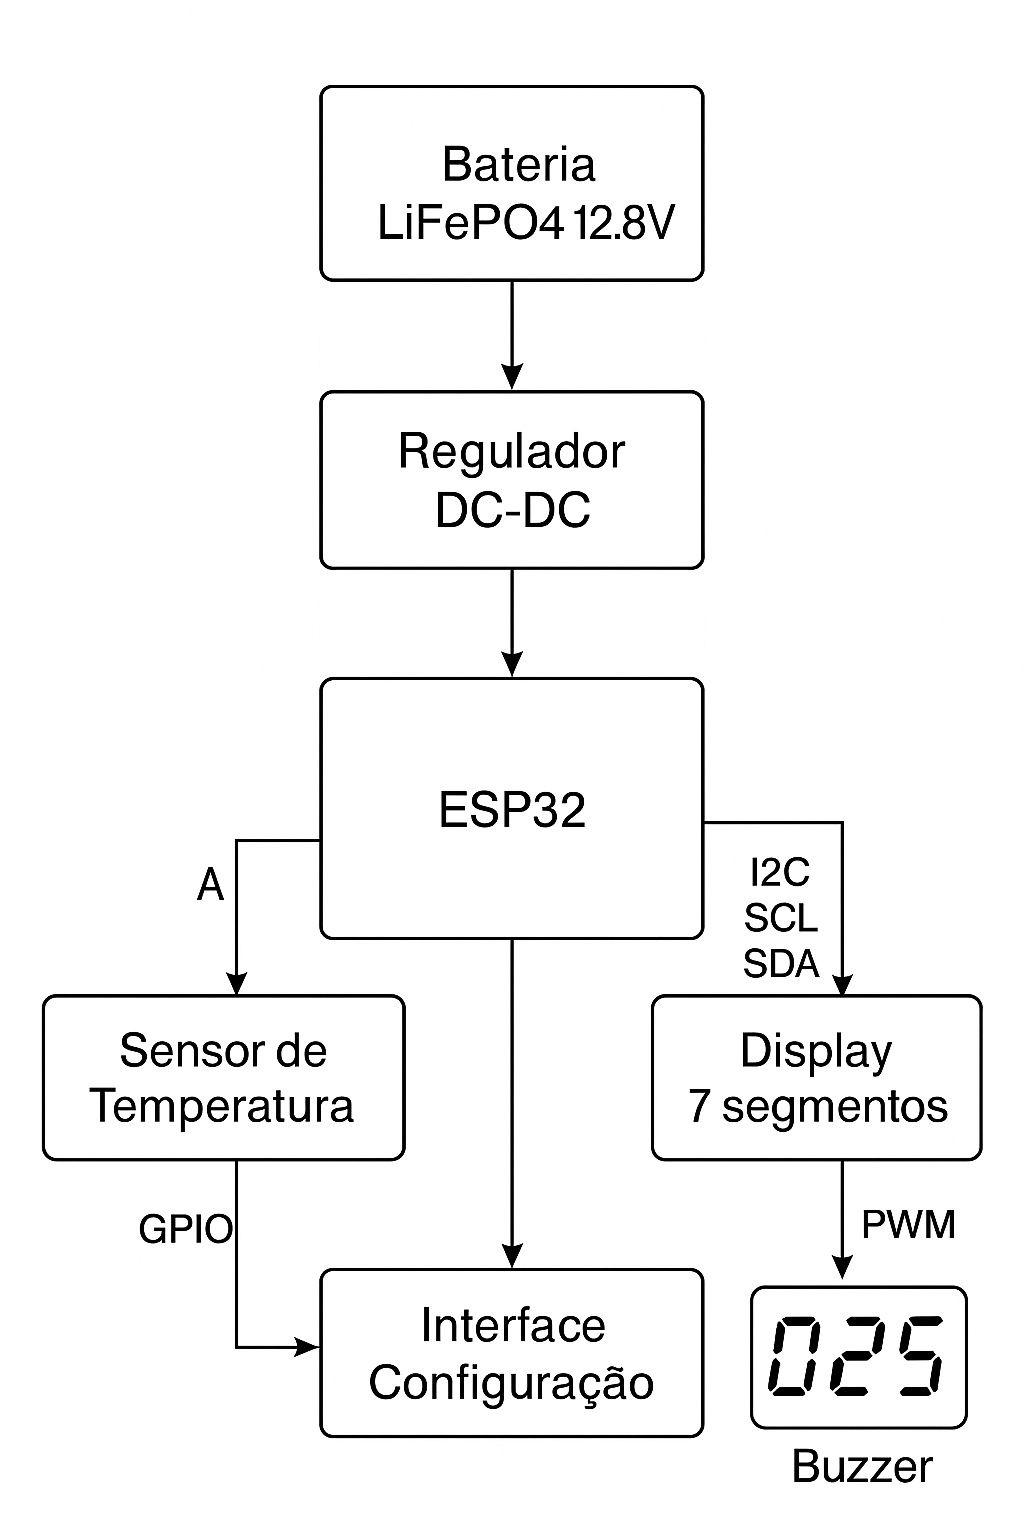 Bateria
LiFePO4 12.8V
Regulador
DC-DC
ESP32
A
I2C
SCL
SDA
Sensor de
Temperatura
Display
7 segmentos
GPIO
PWM
Interface
Configuração
025
Buzzer